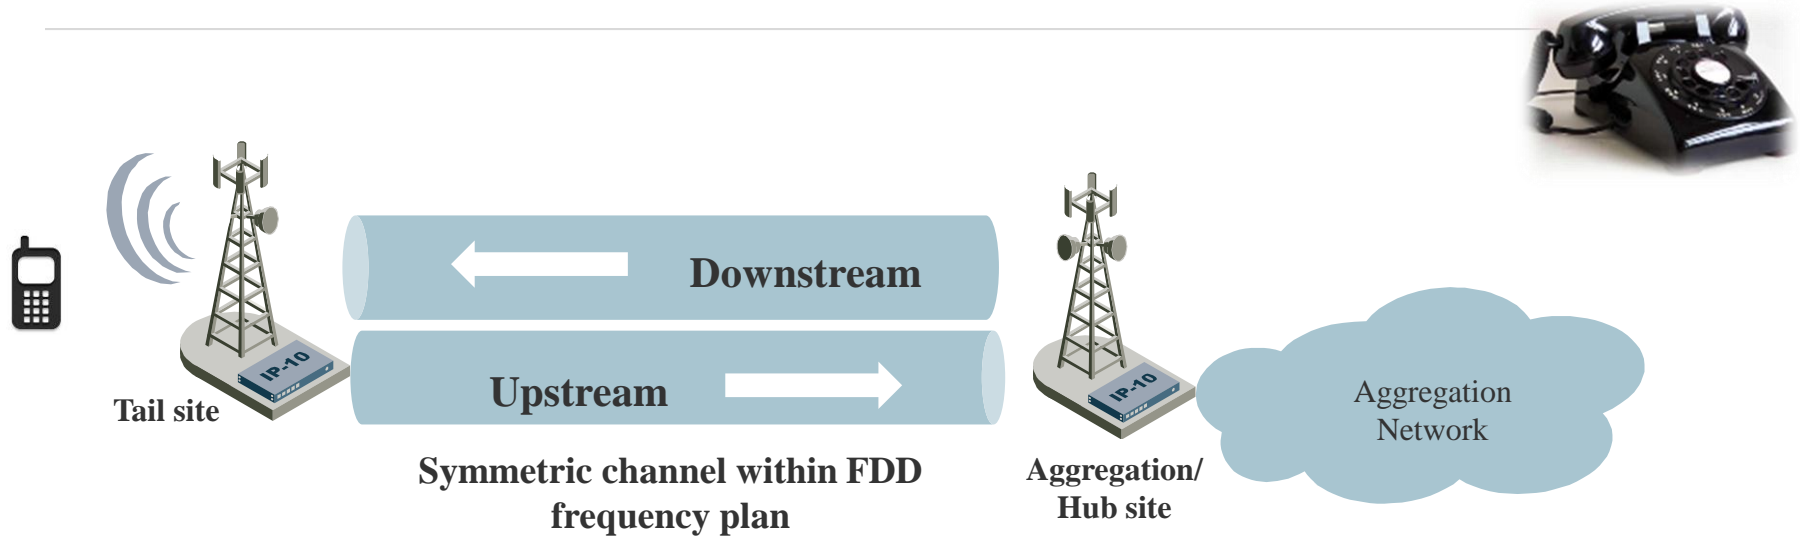 Downstream
IP-10
Upstream
IP-10
Tail site
Aggregation
Network
Symmetric channel within FDD
frequency plan
Aggregation/
Hub site